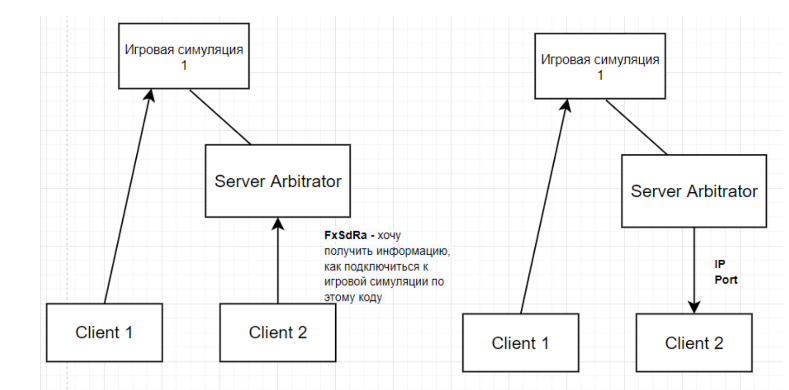 Игровая симуляция
1
Server Arbitrator
FxSdRa - хочу
получить информацию,
как подключиться к
игровой симуляции по
этому коду
Client 1
Client 2
Игровая симуляция
1
Server Arbitrator
IP
Port
Client 1
Client 2